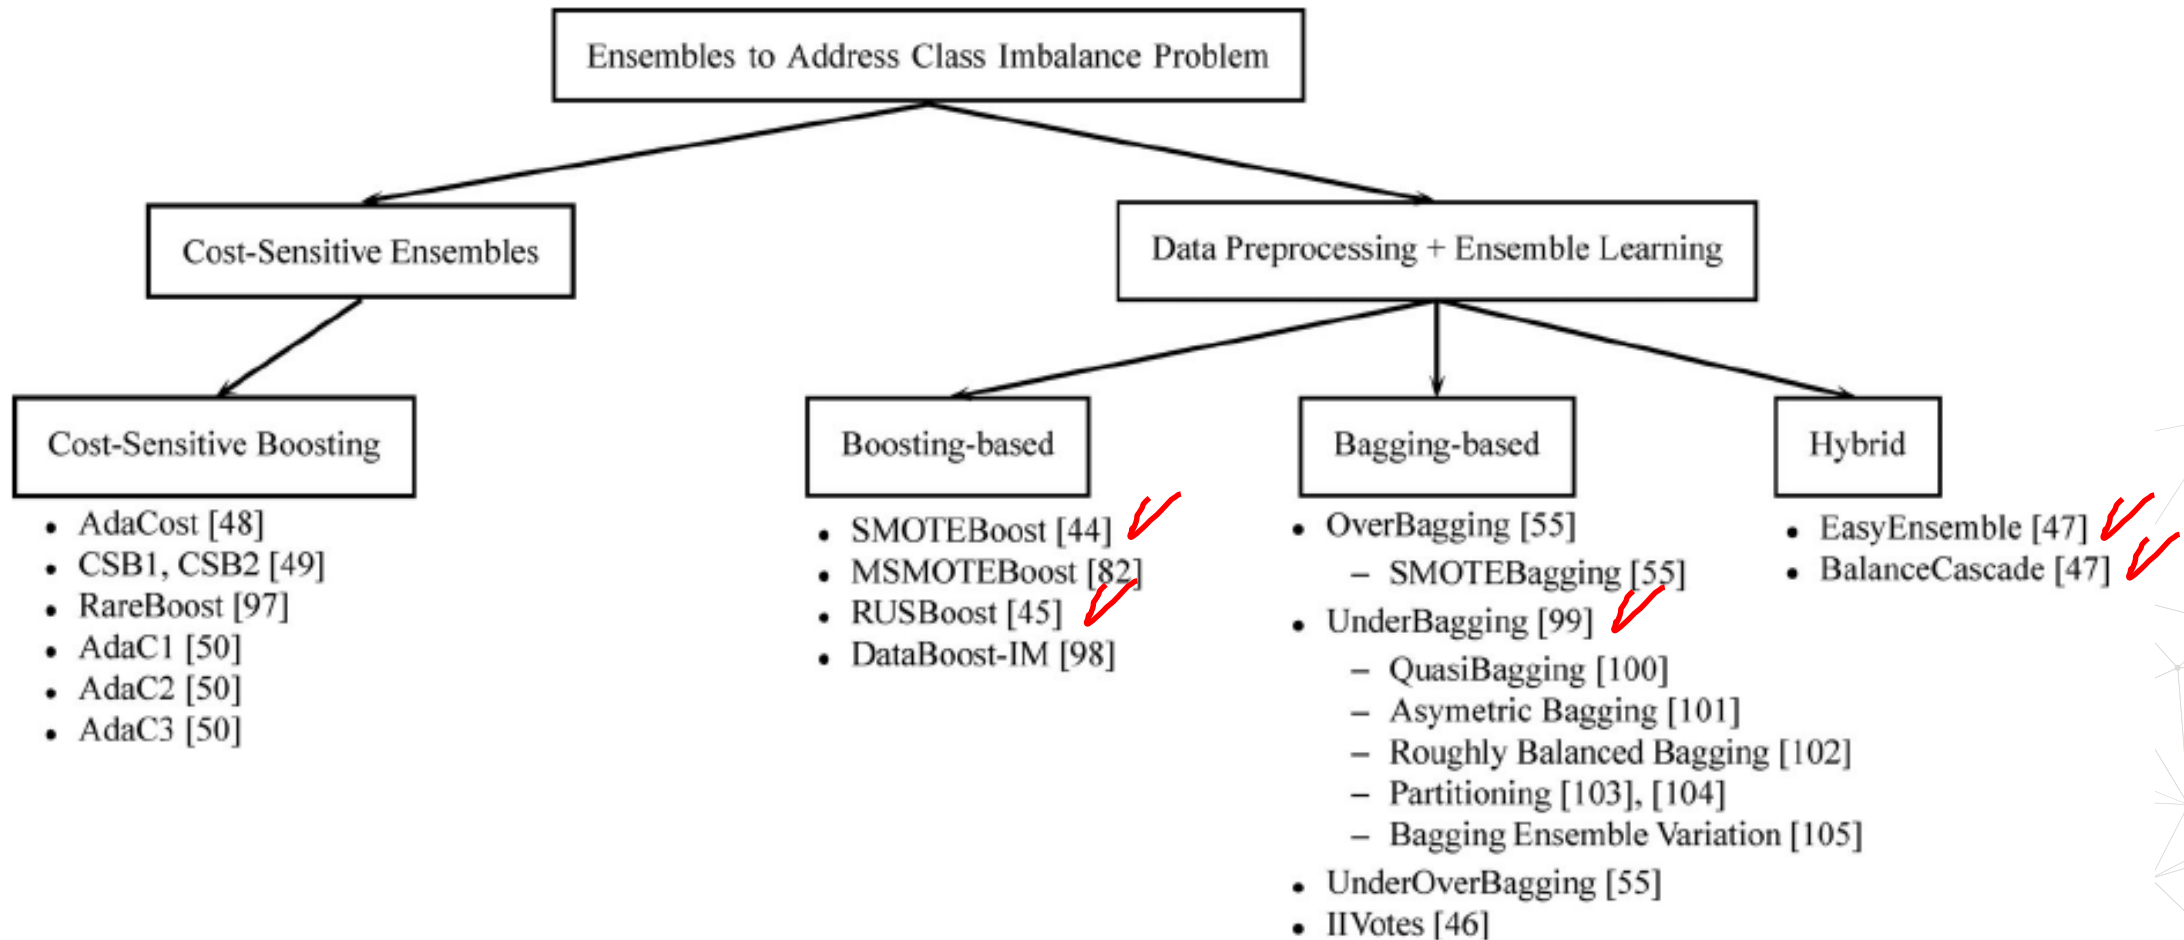 Ensembles to Address Class Imbalance Problem
Cost-Sensitive Ensembles
Data Preprocessing + Ensemble Learning
Cost-Sensitive Boosting
• AdaCost [48]
• CSB1, CSB2 [49]
• RareBoost [97]
• AdaC1 [50]
• AdaC2 [50]
• AdaC3 [50]
Boosting-based
• SMOTEBoost [44]
• MSMOTEBoost [82]
• RUSBoost [45]
• DataBoost-IM [98]
Bagging-based
• OverBagging [55]
– SMOTEBagging [55]
• UnderBagging [99]
– QuasiBagging [100]
– Asymetric Bagging [101]
– Roughly Balanced Bagging [102]
– Partitioning [103], [104]
– Bagging Ensemble Variation [105]
• UnderOverBagging [55]
• IIVotes [46]
Hybrid
• EasyEnsemble [47]
• BalanceCascade [47]